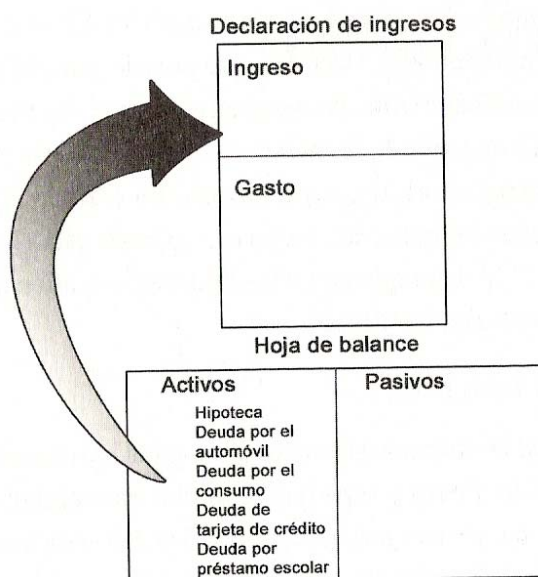 Declaración de ingresos
Ingreso
Gasto
Hoja de balance
Activos
Pasivos
Hipoteca
Deuda por el
automóvil
Deuda por el
consumo
Deuda de
tarjeta de crédito
Deuda por
préstamo escolar